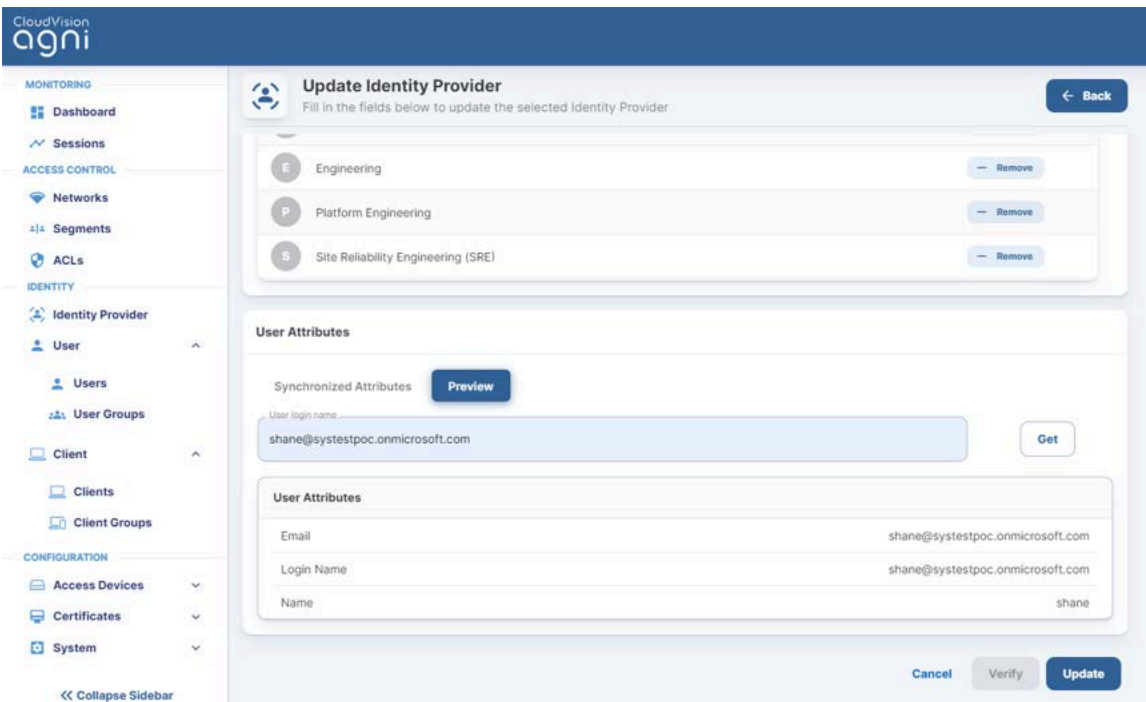 CloudVision
agni
MONITORING
Dashboard
Sessions
ACCESS CONTROL
Networks
Segments
ACLs
IDENTITY
Identity Provider
User
Users
User Groups
Client
Clients
Client Groups
CONFIGURATION
Access Devices
Certificates
System
Collapse Sidebar
Update Identity Provider
Fill in the fields below to update the selected Identity Provider
Back
E Engineering Remove
P Platform Engineering Remove
S Site Reliability Engineering (SRE) Remove
User Attributes
Synchronized Attributes Preview
User login name
shane@systestpoc.onmicrosoft.com
Get
User Attributes
Email shane@systestpoc.onmicrosoft.com
Login Name shane@systestpoc.onmicrosoft.com
Name shane
Cancel Verify Update